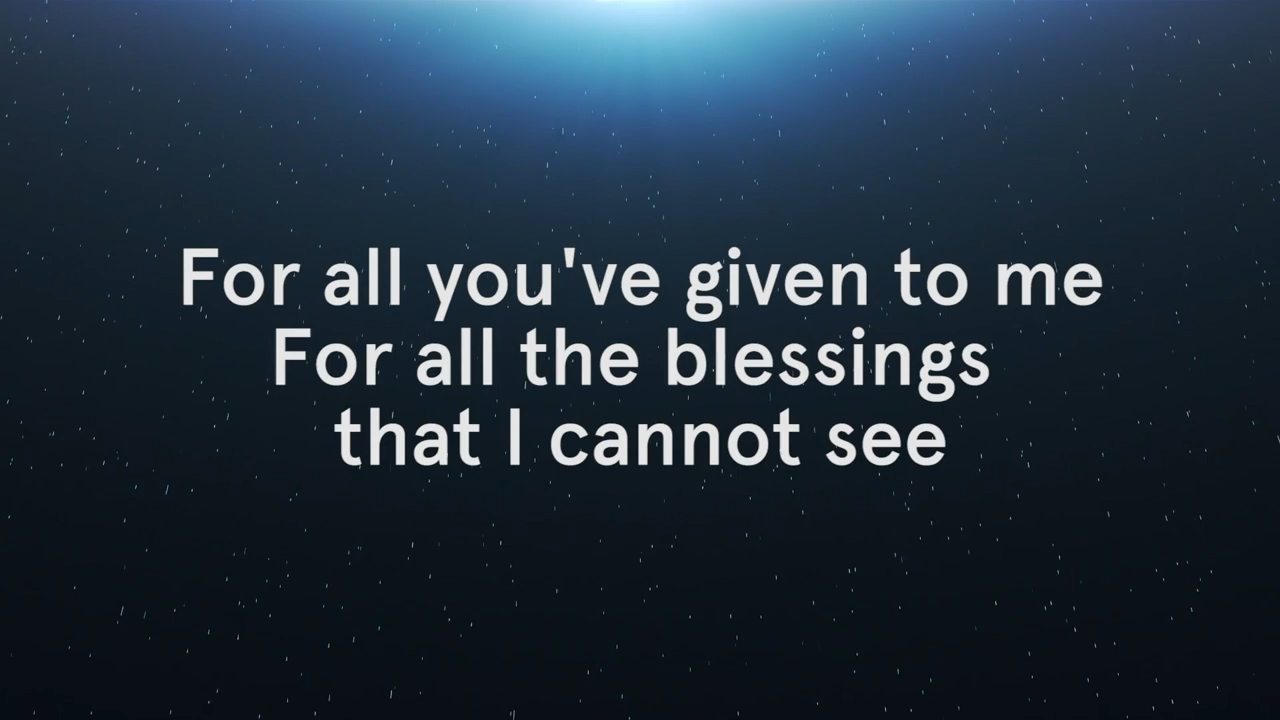 For all you've given to me
For all the blessings
that I cannot see